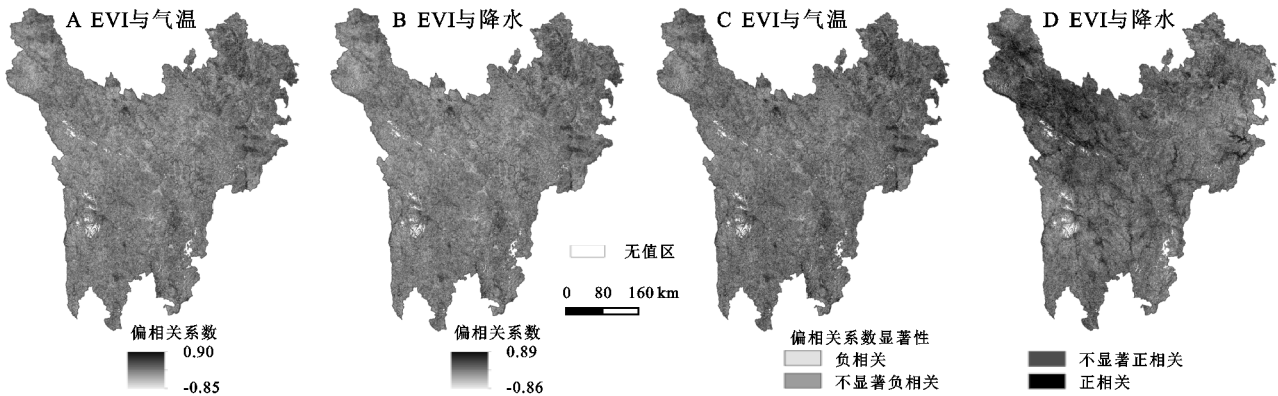 A EVI与气温
B EVI与降水
C EVI与气温
D EVI与降水
无值区
0 80 160 km
偏相关系数
0.90
-0.85
偏相关系数
0.89
-0.86
偏相关系数显著性
负相关
不显著负相关
不显著正相关
正相关